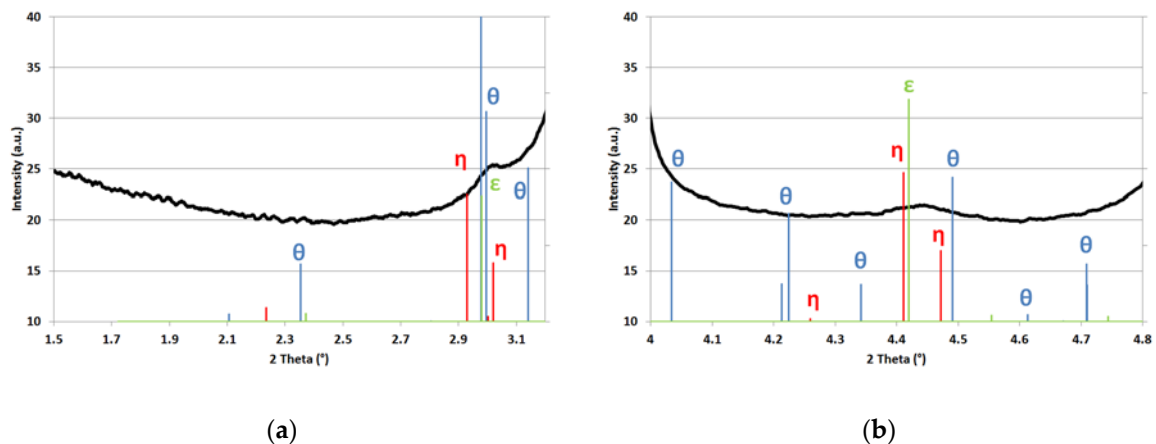 40
35
30
25
20
15
10
Intensity (a.u.)
θ
η
ε
θ
θ
η
1.5 1.7 1.9 2.1 2.3 2.5 2.7 2.9 3.1
2 Theta (°)
(a)
40
35
30
25
20
15
10
Intensity (a.u.)
ε
θ
η
θ
θ
η
θ
θ
θ
η
4 4.1 4.2 4.3 4.4 4.5 4.6 4.7 4.8
2 Theta (°)
(b)